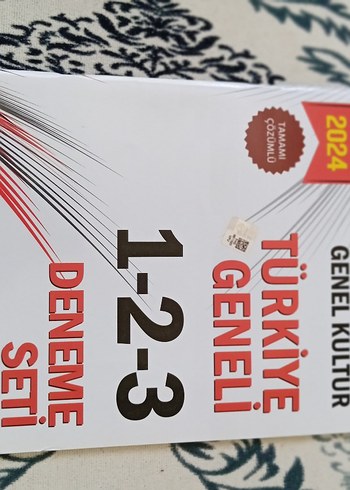 2024
TAMAMI
ÇÖZÜMLÜ
GENEL KÜLTÜR
TÜRKİYE
GENELİ
1-2-3
DENEME
SETİ